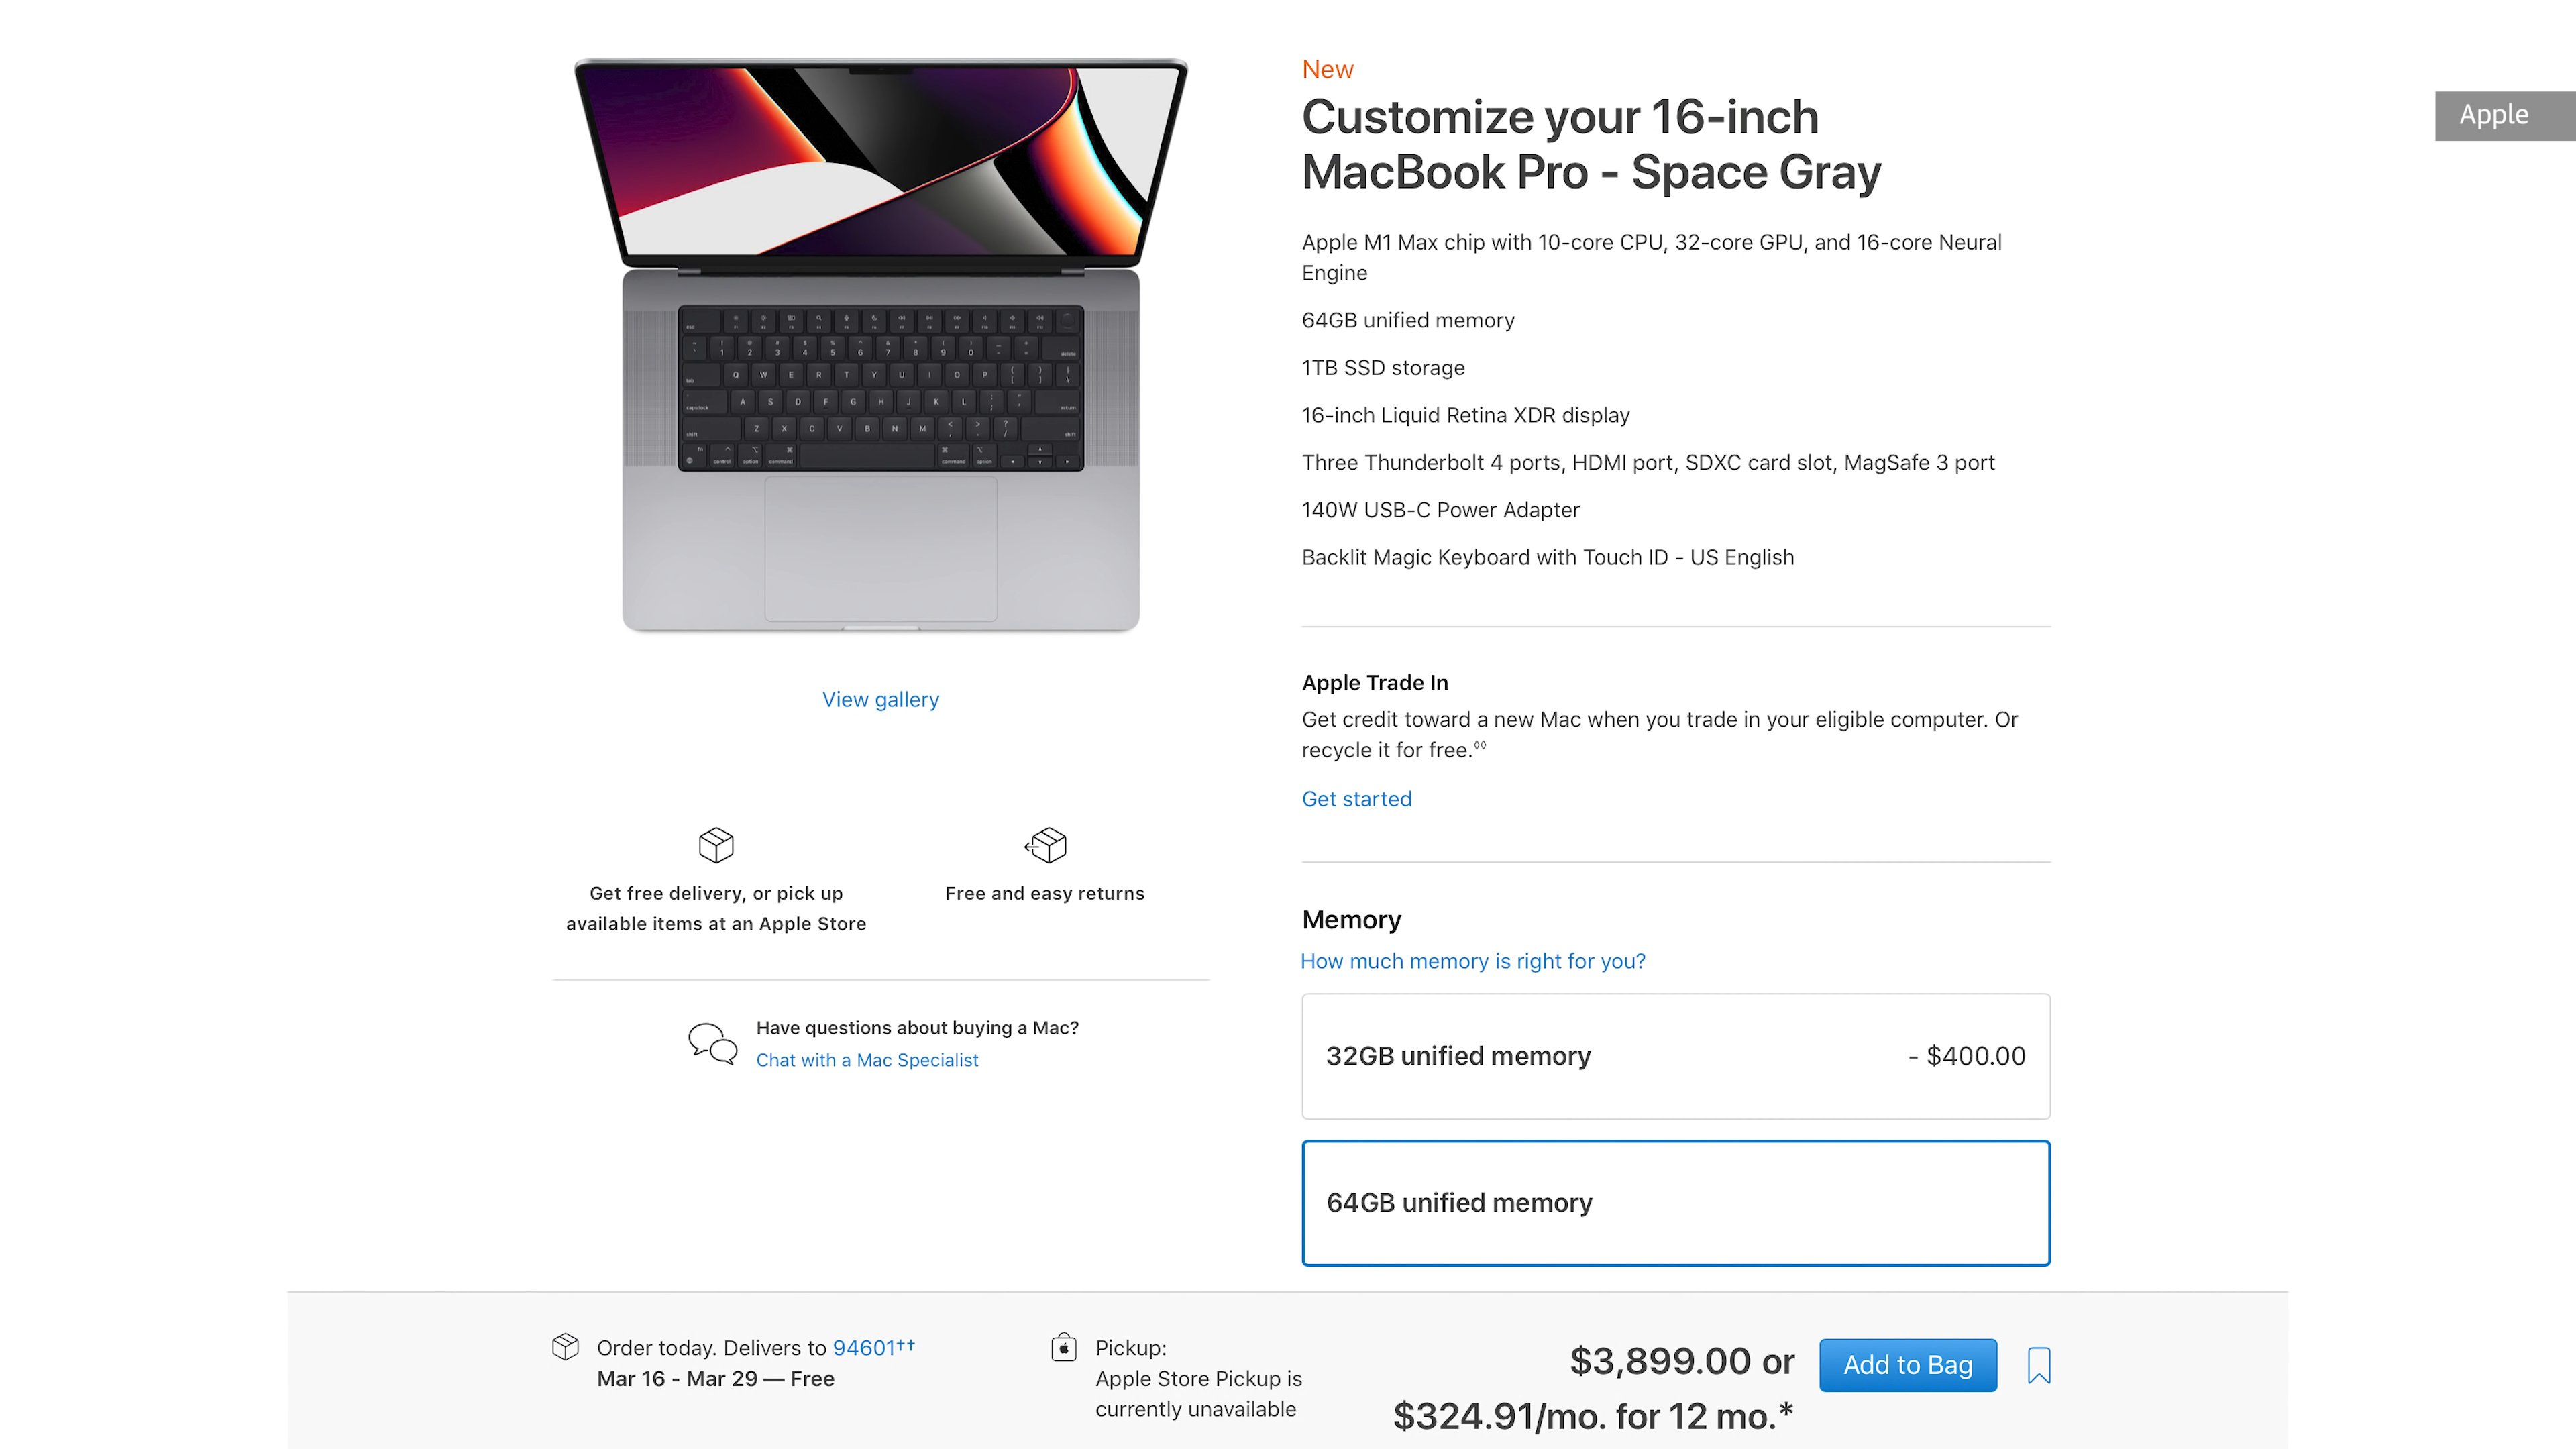 New
Customize your 16-inch
MacBook Pro - Space Gray
Apple
Apple M1 Max chip with 10-core CPU, 32-core GPU, and 16-core Neural
Engine
64GB unified memory
1TB SSD storage
16-inch Liquid Retina XDR display
Three Thunderbolt 4 ports, HDMI port, SDXC card slot, MagSafe 3 port
140W USB-C Power Adapter
Backlit Magic Keyboard with Touch ID - US English
View gallery
Get free delivery, or pick up
available items at an Apple Store
Free and easy returns
Have questions about buying a Mac?
Chat with a Mac Specialist
Apple Trade In
Get credit toward a new Mac when you trade in your eligible computer. Or
recycle it for free.◊◊
Get started
Memory
How much memory is right for you?
32GB unified memory - $400.00
64GB unified memory
Order today. Delivers to 94601††
Mar 16 - Mar 29 — Free
Pickup:
Apple Store Pickup is
currently unavailable
$3,899.00 or
$324.91/mo. for 12 mo.*
Add to Bag